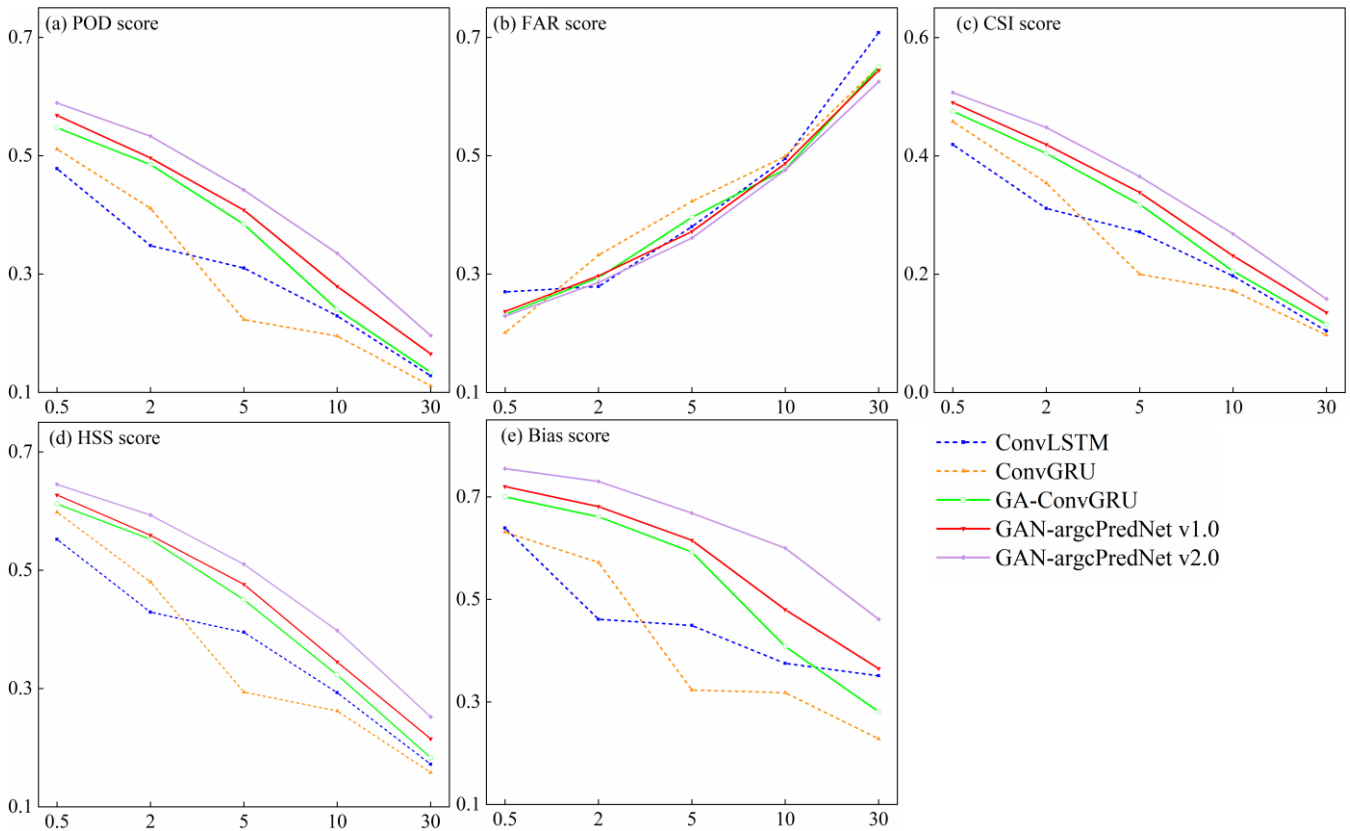 (a) POD score
0.7
0.5
0.3
0.1
0.5 2 5 10 30
(b) FAR score
0.7
0.5
0.3
0.1
0.5 2 5 10 30
(c) CSI score
0.6
0.4
0.2
0.0
0.5 2 5 10 30
(d) HSS score
0.7
0.5
0.3
0.1
0.5 2 5 10 30
(e) Bias score
0.7
0.5
0.3
0.1
0.5 2 5 10 30
ConvLSTM
ConvGRU
GA-ConvGRU
GAN-argcPredNet v1.0
GAN-argcPredNet v2.0